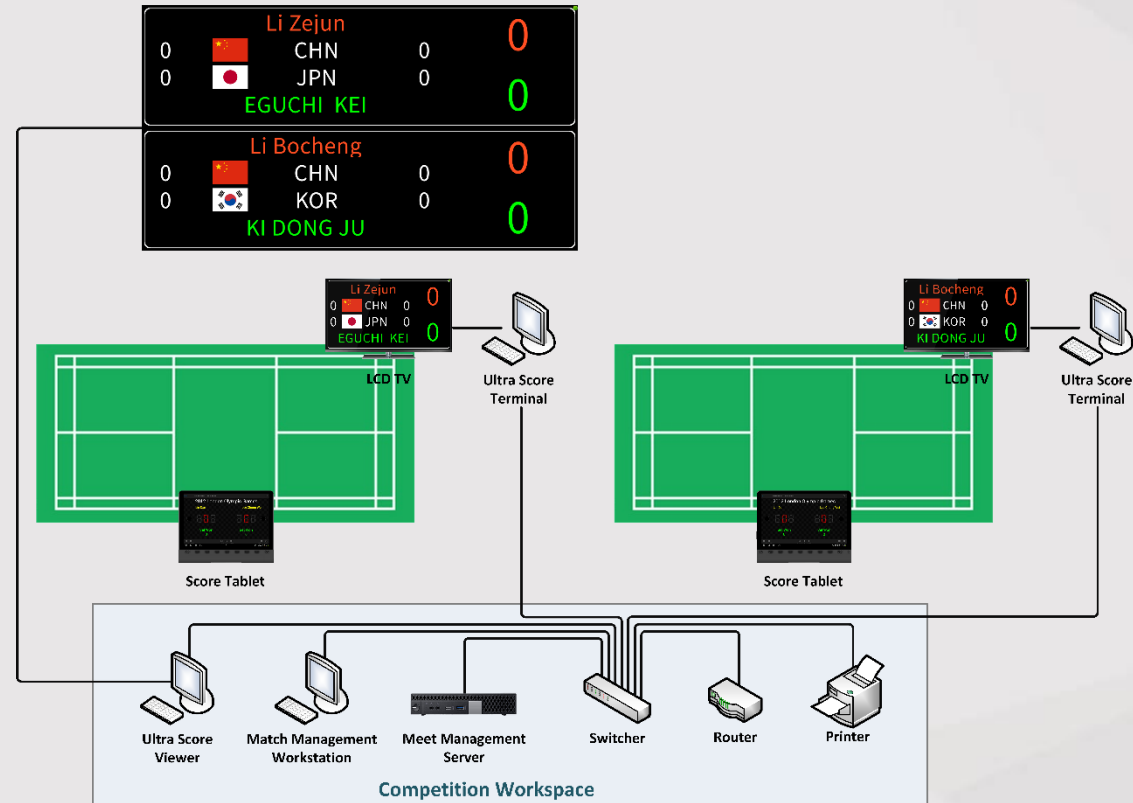 Li Zejun
0 CHN 0 0
0 JPN 0 0
EGUCHI KEI
Li Bocheng
0 CHN 0 0
0 KOR 0 0
KI DONG JU
Li Zejun
0 CHN 0 0
0 JPN 0 0
EGUCHI KEI
LCD TV
Ultra Score
Terminal
Li Bocheng
0 CHN 0 0
0 KOR 0 0
KI DONG JU
LCD TV
Ultra Score
Terminal
Score Tablet
Score Tablet
Ultra Score
Viewer
Match Management
Workstation
Meet Management
Server
Switcher
Router
Printer
Competition Workspace